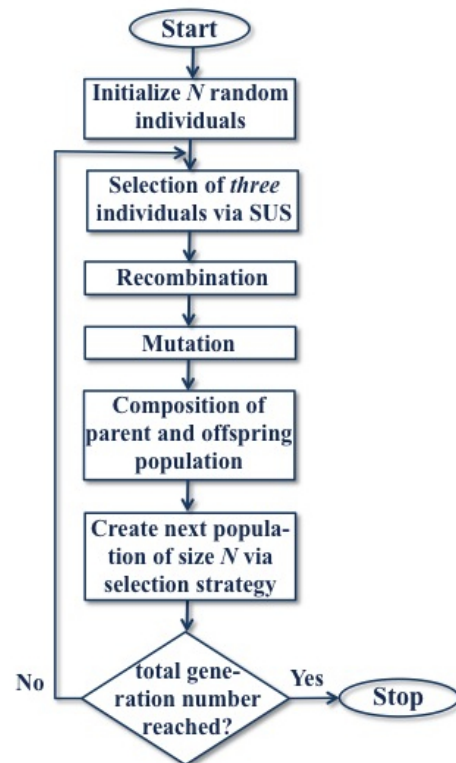 Start
Initialize N random
individuals
Selection of three
individuals via SUS
Recombination
Mutation
Composition of
parent and offspring
population
Create next popula-
tion of size N via
selection strategy
total gene-
ration number
reached?
No
Yes
Stop